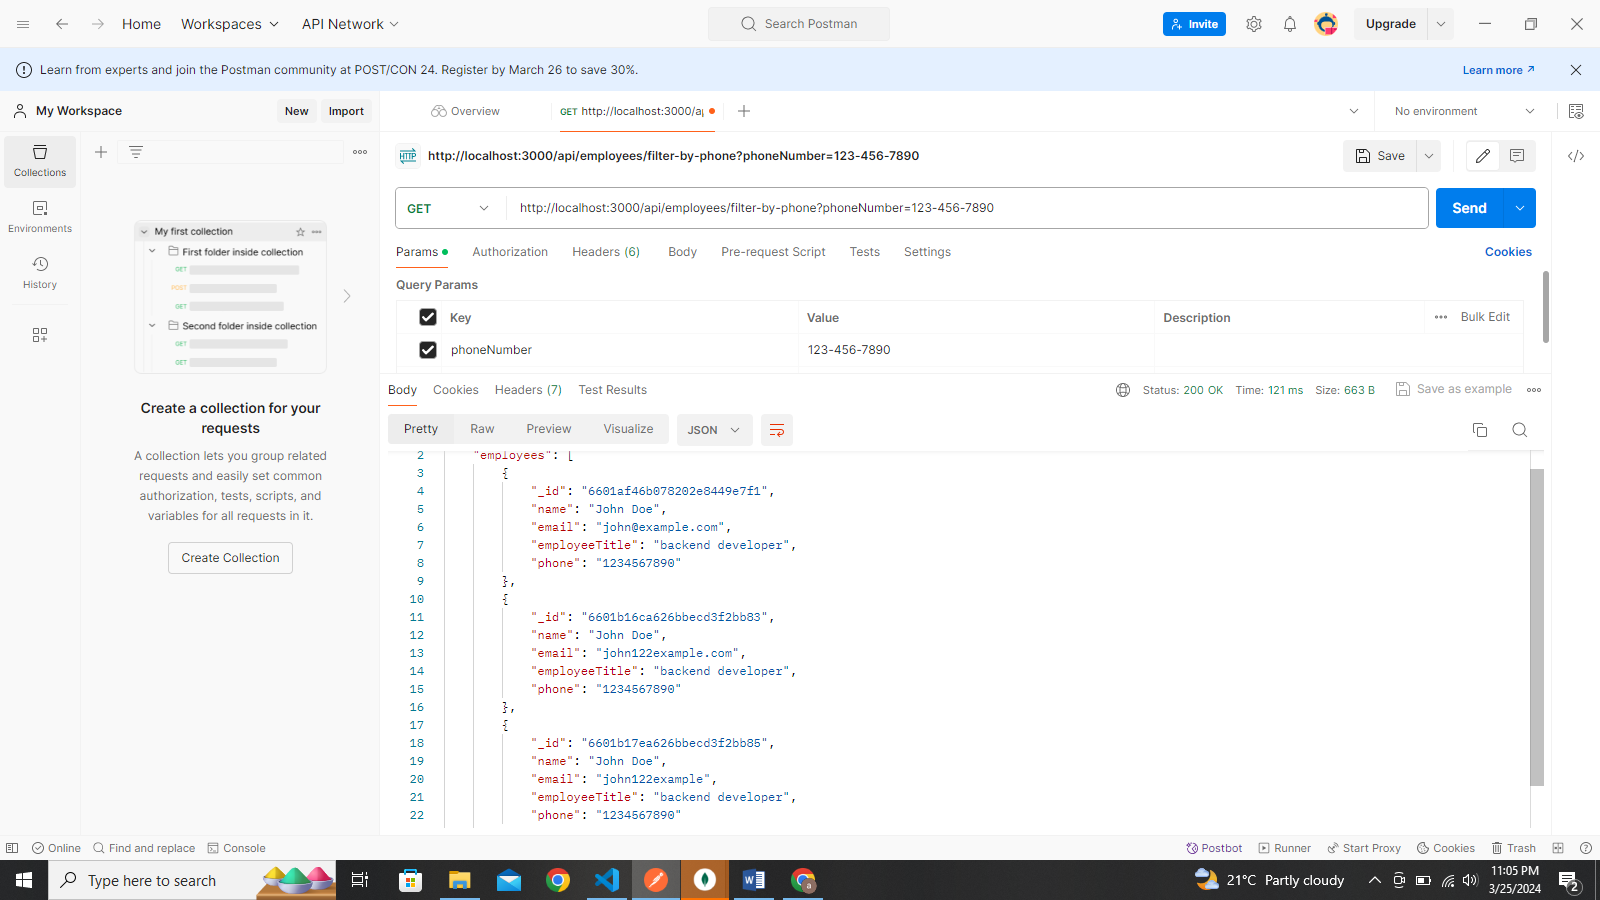 Home Workspaces API Network Search Postman Invite Upgrade
Learn from experts and join the Postman community at POST/CON 24. Register by March 26 to save 30%. Learn more
My Workspace New Import Overview GET http://localhost:3000/ap No environment
Collections
Environments
History
My first collection
First folder inside collection
GET
POST
GET
Second folder inside collection
GET
GET
Create a collection for your
requests
A collection lets you group related
requests and easily set common
authorization, tests, scripts, and
variables for all requests in it.
Create Collection
HTTP http://localhost:3000/api/employees/filter-by-phone?phoneNumber=123-456-7890 Save
GET http://localhost:3000/api/employees/filter-by-phone?phoneNumber=123-456-7890 Send
Params Authorization Headers (6) Body Pre-request Script Tests Settings Cookies
Query Params
Key Value Description Bulk Edit
phoneNumber 123-456-7890
Body Cookies Headers (7) Test Results Status: 200 OK Time: 121 ms Size: 663 B Save as example
Pretty Raw Preview Visualize JSON
2 "employees": [
3 {
4 "_id": "6601af46b078202e8449e7f1",
5 "name": "John Doe",
6 "email": "john@example.com",
7 "employeeTitle": "backend developer",
8 "phone": "1234567890"
9 },
10 {
11 "_id": "6601b16ca626bbecd3f2bb83",
12 "name": "John Doe",
13 "email": "john122example.com",
14 "employeeTitle": "backend developer",
15 "phone": "1234567890"
16 },
17 {
18 "_id": "6601b17ea626bbecd3f2bb85",
19 "name": "John Doe",
20 "email": "john122example",
21 "employeeTitle": "backend developer",
22 "phone": "1234567890"
Online Find and replace Console Postbot Runner Start Proxy Cookies Trash
Type here to search 21°C Partly cloudy 11:05 PM
3/25/2024 2